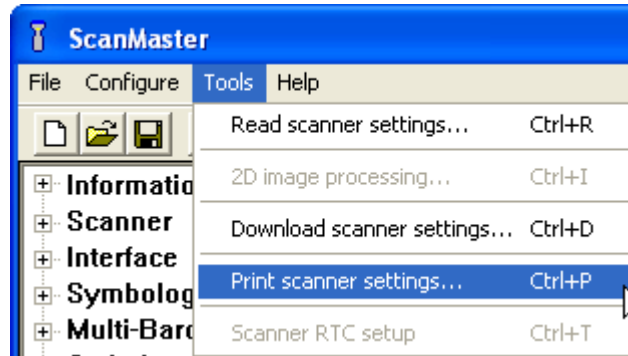 ScanMaster
File Configure Tools Help
Read scanner settings... Ctrl+R
2D image processing... Ctrl+I
Download scanner settings... Ctrl+D
Print scanner settings... Ctrl+P
Scanner RTC setup Ctrl+T
Informatio
Scanner
Interface
Symbolog
Multi-Barc